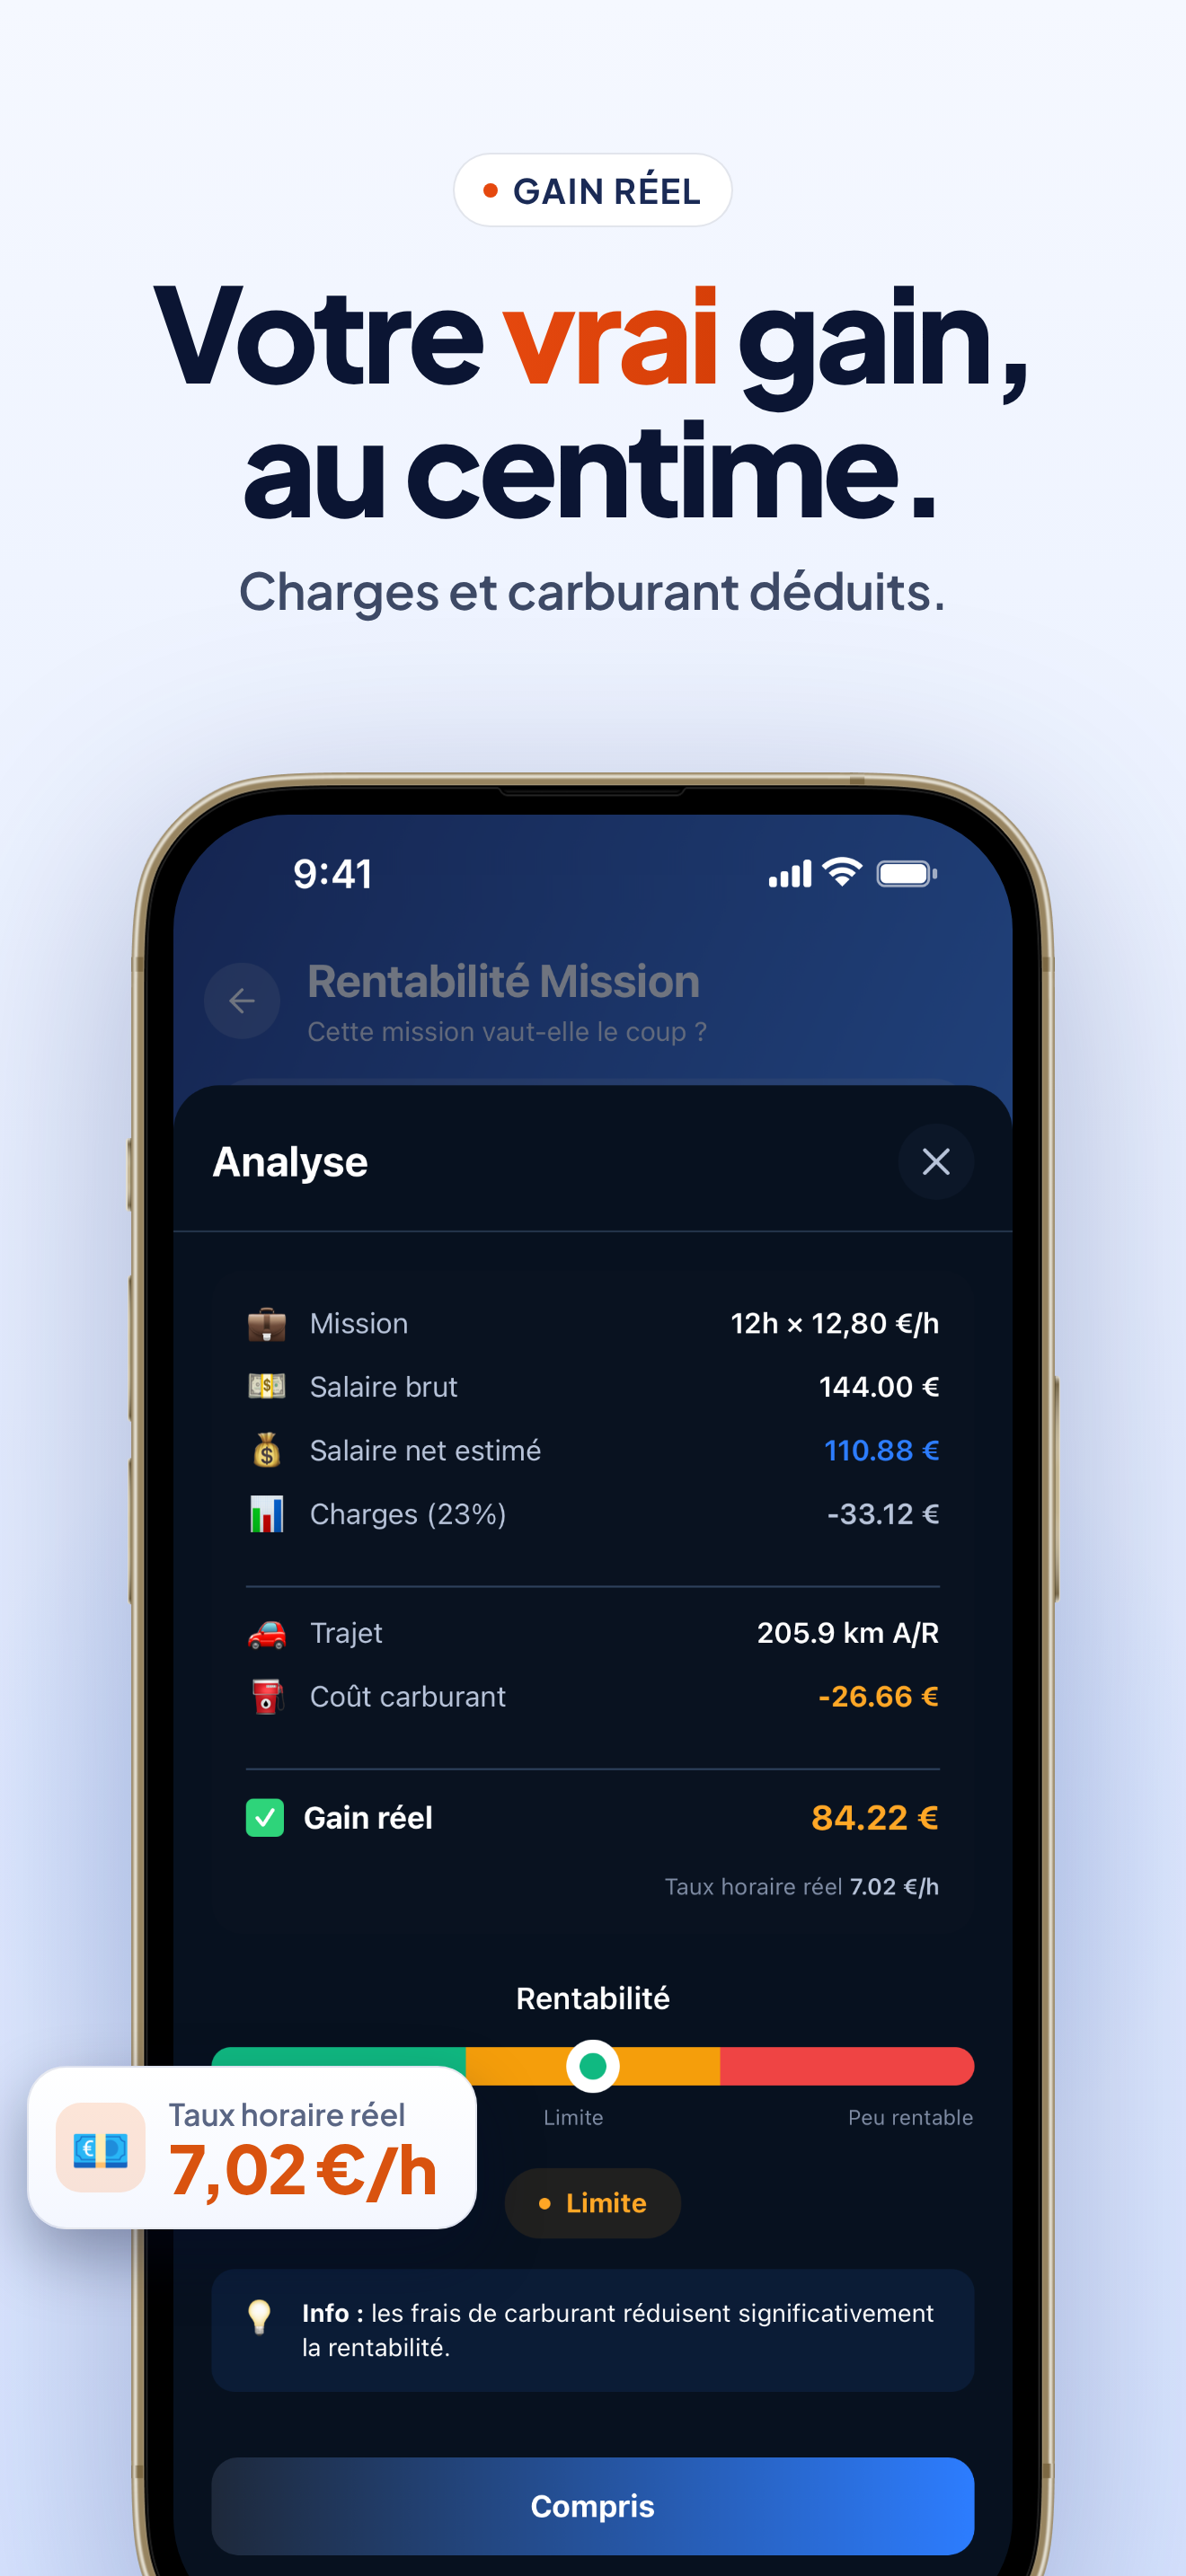 GAIN RÉEL
Votre vrai gain,
au centime.
Charges et carburant déduits.
9:41
Rentabilité Mission
Cette mission vaut-elle le coup ?
Analyse
Mission 12h × 12,80 €/h
Salaire brut 144.00 €
Salaire net estimé 110.88 €
Charges (23%) -33.12 €
Trajet 205.9 km A/R
Coût carburant -26.66 €
Gain réel 84.22 €
Taux horaire réel 7.02 €/h
Rentabilité
Limite Peu rentable
Taux horaire réel
7,02 €/h
Limite
Info : les frais de carburant réduisent significativement
la rentabilité.
Compris